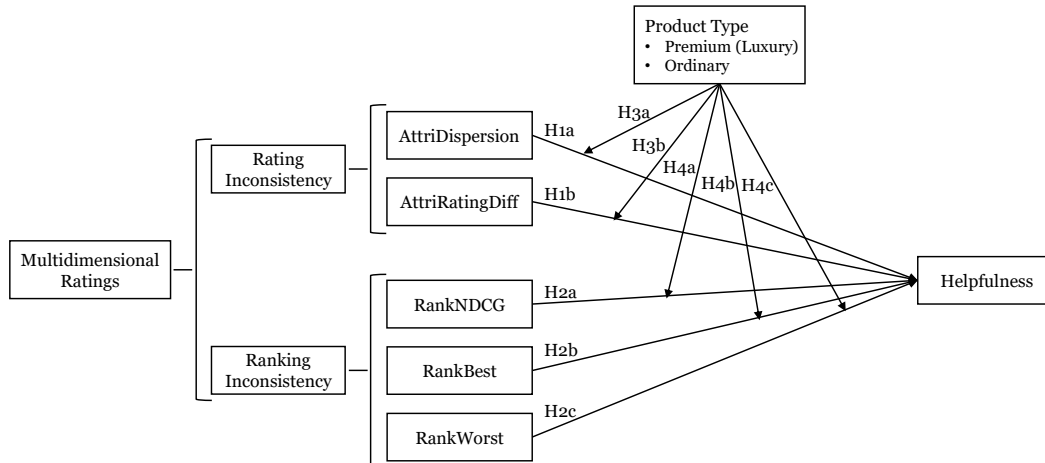 Product Type
• Premium (Luxury)
• Ordinary
H3a
AttriDispersion
H1a
H3b
Rating
Inconsistency
H4a
H4b
H4c
AttriRatingDiff
H1b
Multidimensional
Ratings
Helpfulness
RankNDCG
H2a
Ranking
Inconsistency
RankBest
H2b
RankWorst
H2c